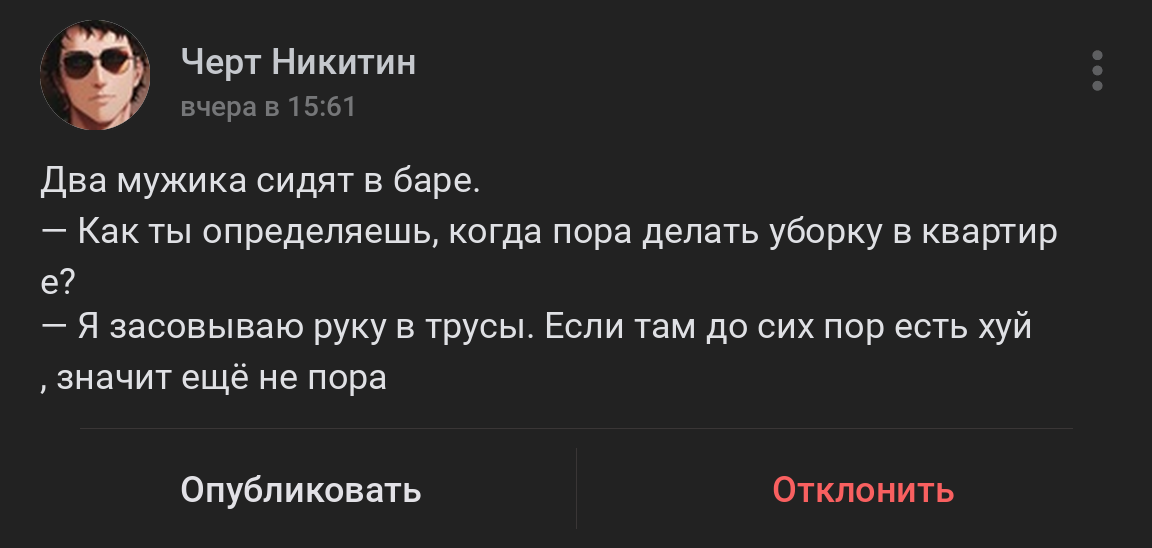 Черт Никитин
вчера в 15:61
Два мужика сидят в баре.
— Как ты определяешь, когда пора делать уборку в квартир
е?
— Я засовываю руку в трусы. Если там до сих пор есть хуй
, значит ещё не пора
Опубликовать
Отклонить